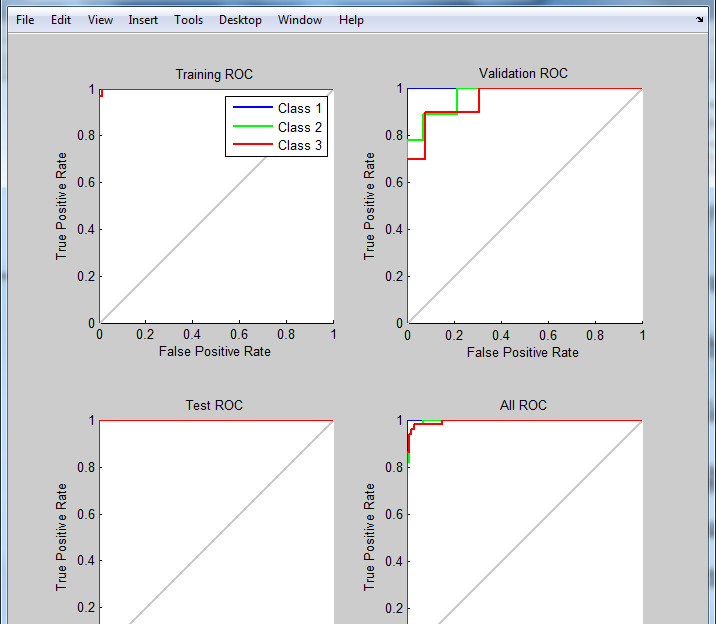 File Edit View Insert Tools Desktop Window Help
Training ROC
1
0.8
0.6
0.4
0.2
0
True Positive Rate
Class 1
Class 2
Class 3
0 0.2 0.4 0.6 0.8 1
False Positive Rate
Validation ROC
1
0.8
0.6
0.4
0.2
0
True Positive Rate
0 0.2 0.4 0.6 0.8 1
False Positive Rate
Test ROC
1
0.8
0.6
0.4
0.2
True Positive Rate
All ROC
1
0.8
0.6
0.4
0.2
True Positive Rate